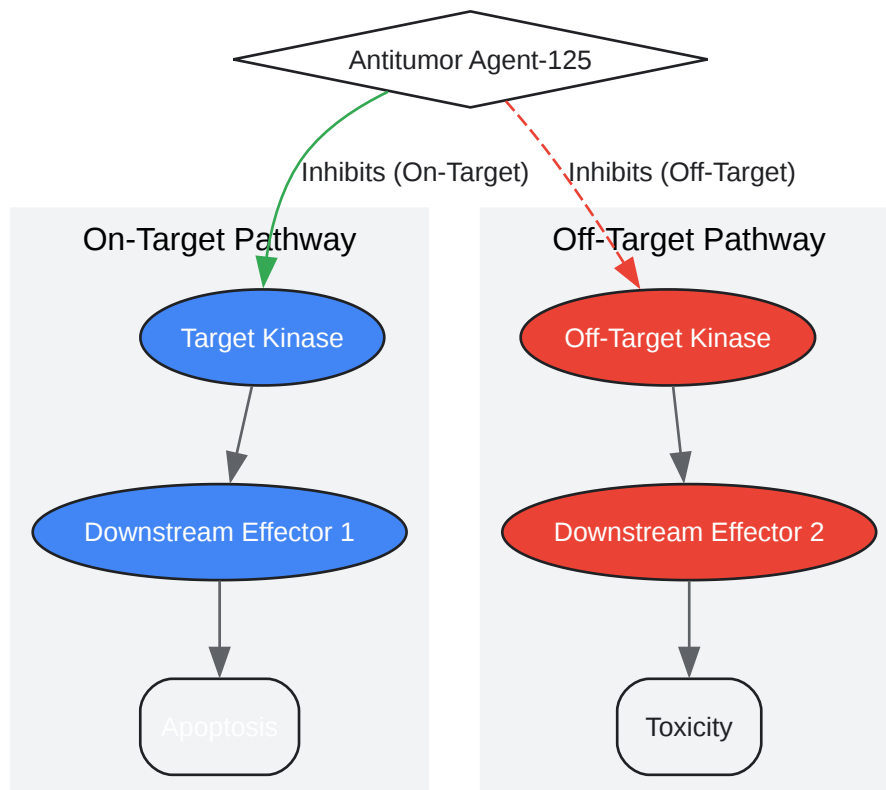 Antitumor Agent-125
Inhibits (On-Target)
Inhibits (Off-Target)
On-Target Pathway
Off-Target Pathway
Target Kinase
Off-Target Kinase
Downstream Effector 1
Downstream Effector 2
Apoptosis
Toxicity